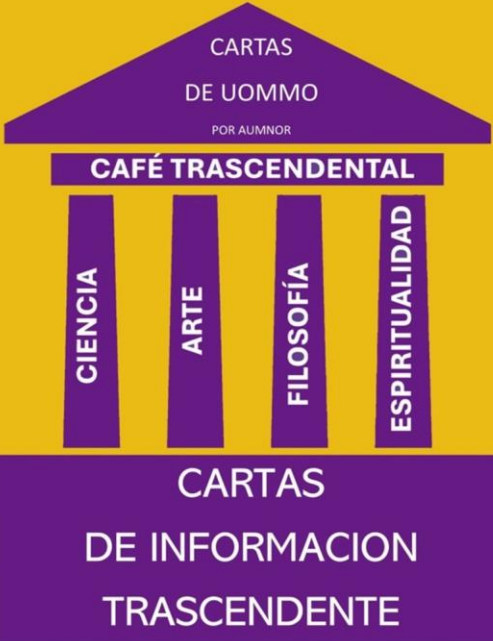 CARTAS
DE UOMMO
POR AUMNOR
CAFÉ TRASCENDENTAL
CIENCIA
ARTE
FILOSOFÍA
ESPIRITUALIDAD
CARTAS
DE INFORMACION
TRASCENDENTE